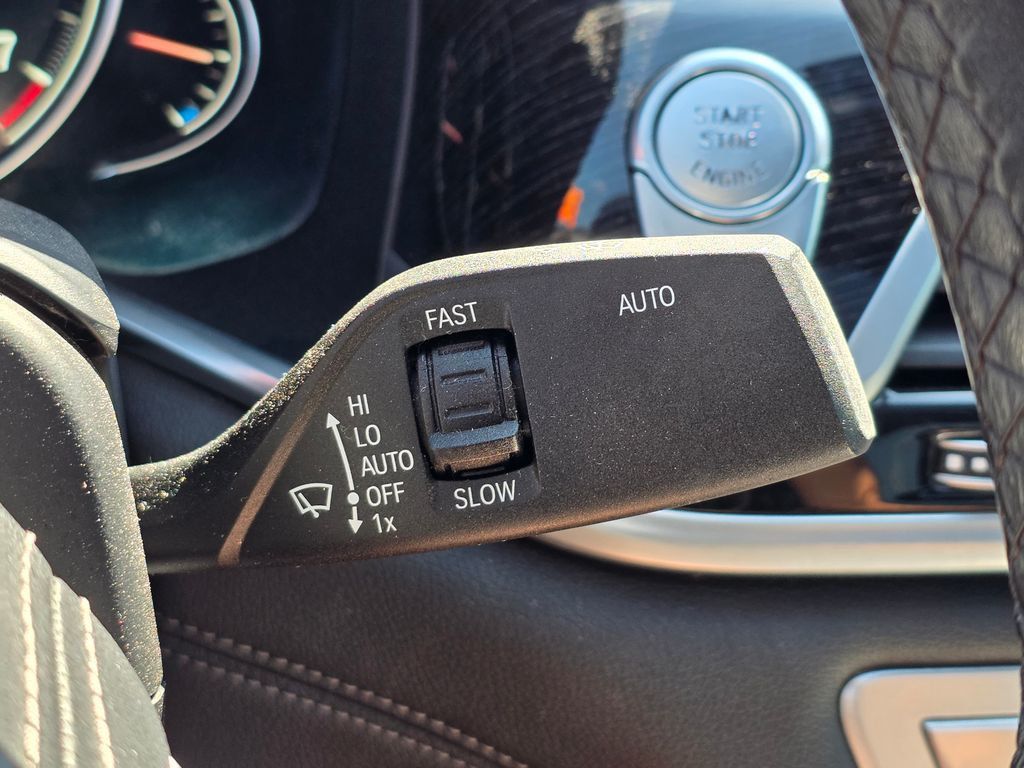 START
STOP
ENGINE
FAST
AUTO
HI
LO
AUTO
OFF
1x
SLOW